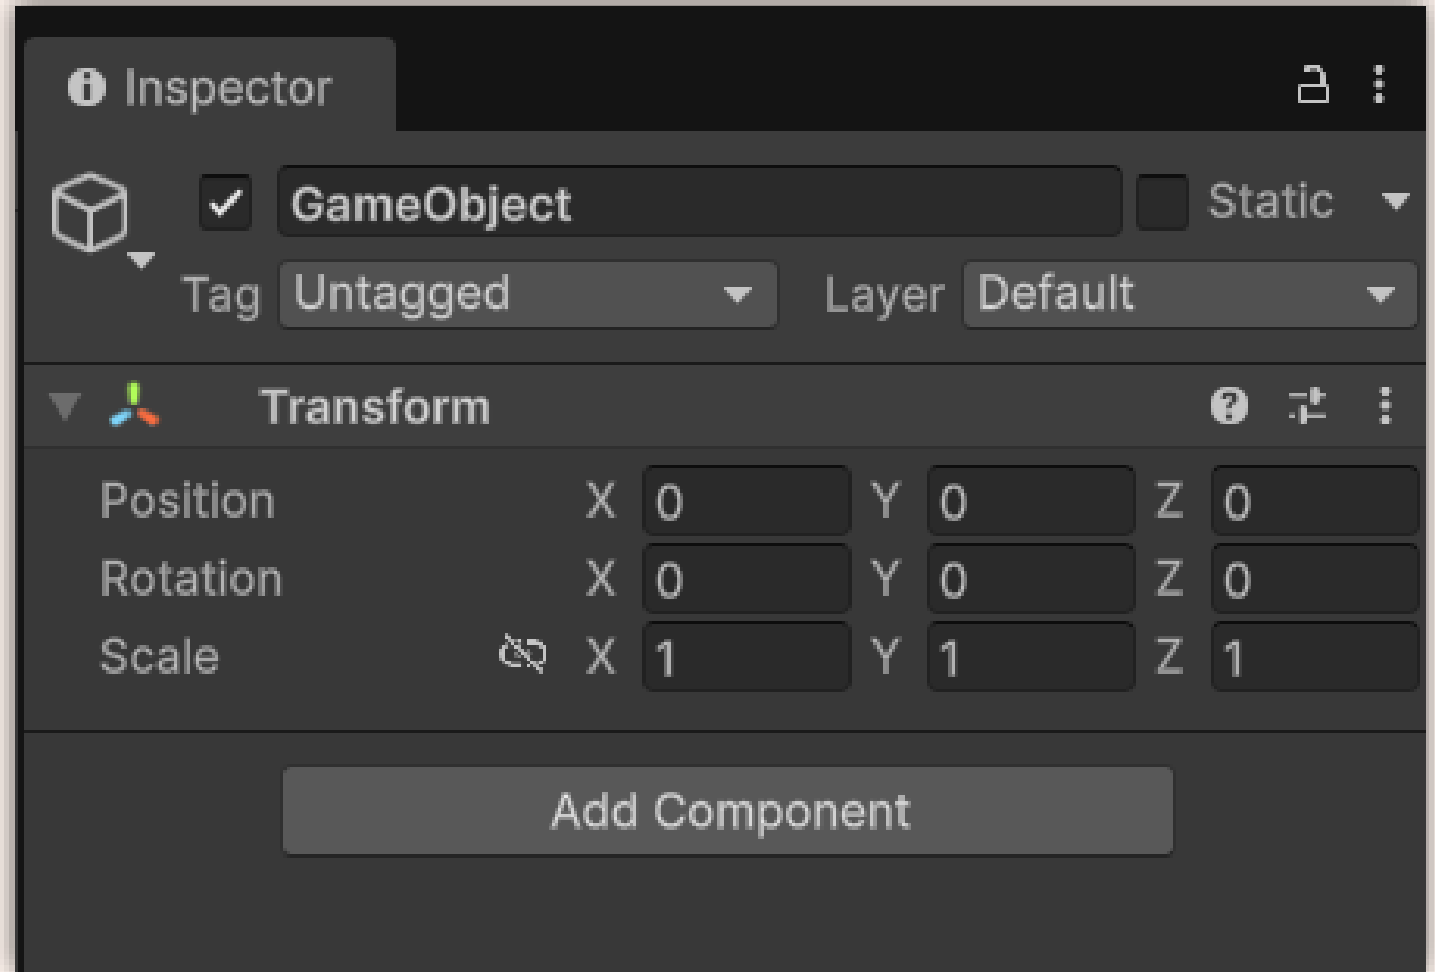 Inspector
GameObject Static
Tag Untagged Layer Default
Transform
Position X 0 Y 0 Z 0
Rotation X 0 Y 0 Z 0
Scale X 1 Y 1 Z 1
Add Component